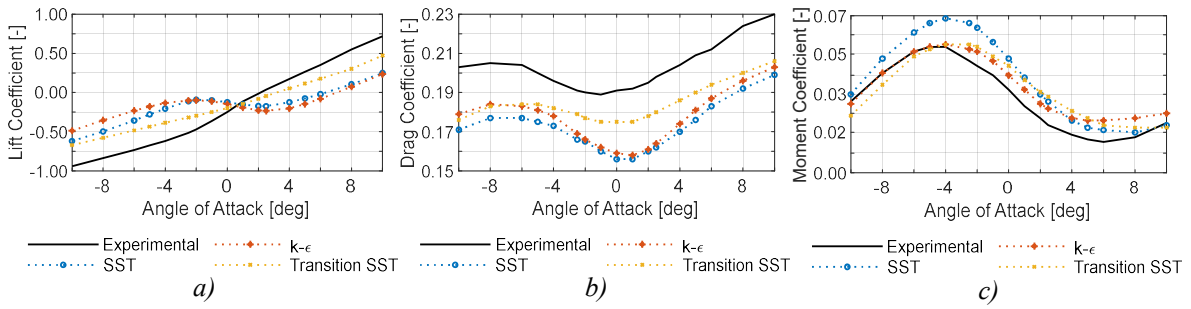 Lift Coefficient [-]
1.00
0.50
0.00
-0.50
-1.00
-8
-4
0
4
8
Angle of Attack [deg]
Experimental
k-ϵ
SST
Transition SST
a)
Drag Coefficient [-]
0.23
0.21
0.19
0.17
0.15
-8
-4
0
4
8
Angle of Attack [deg]
Experimental
k-ϵ
SST
Transition SST
b)
Moment Coefficient [-]
0.07
0.05
0.03
0.02
0.00
-8
-4
0
4
8
Angle of Attack [deg]
Experimental
k-ϵ
SST
Transition SST
c)